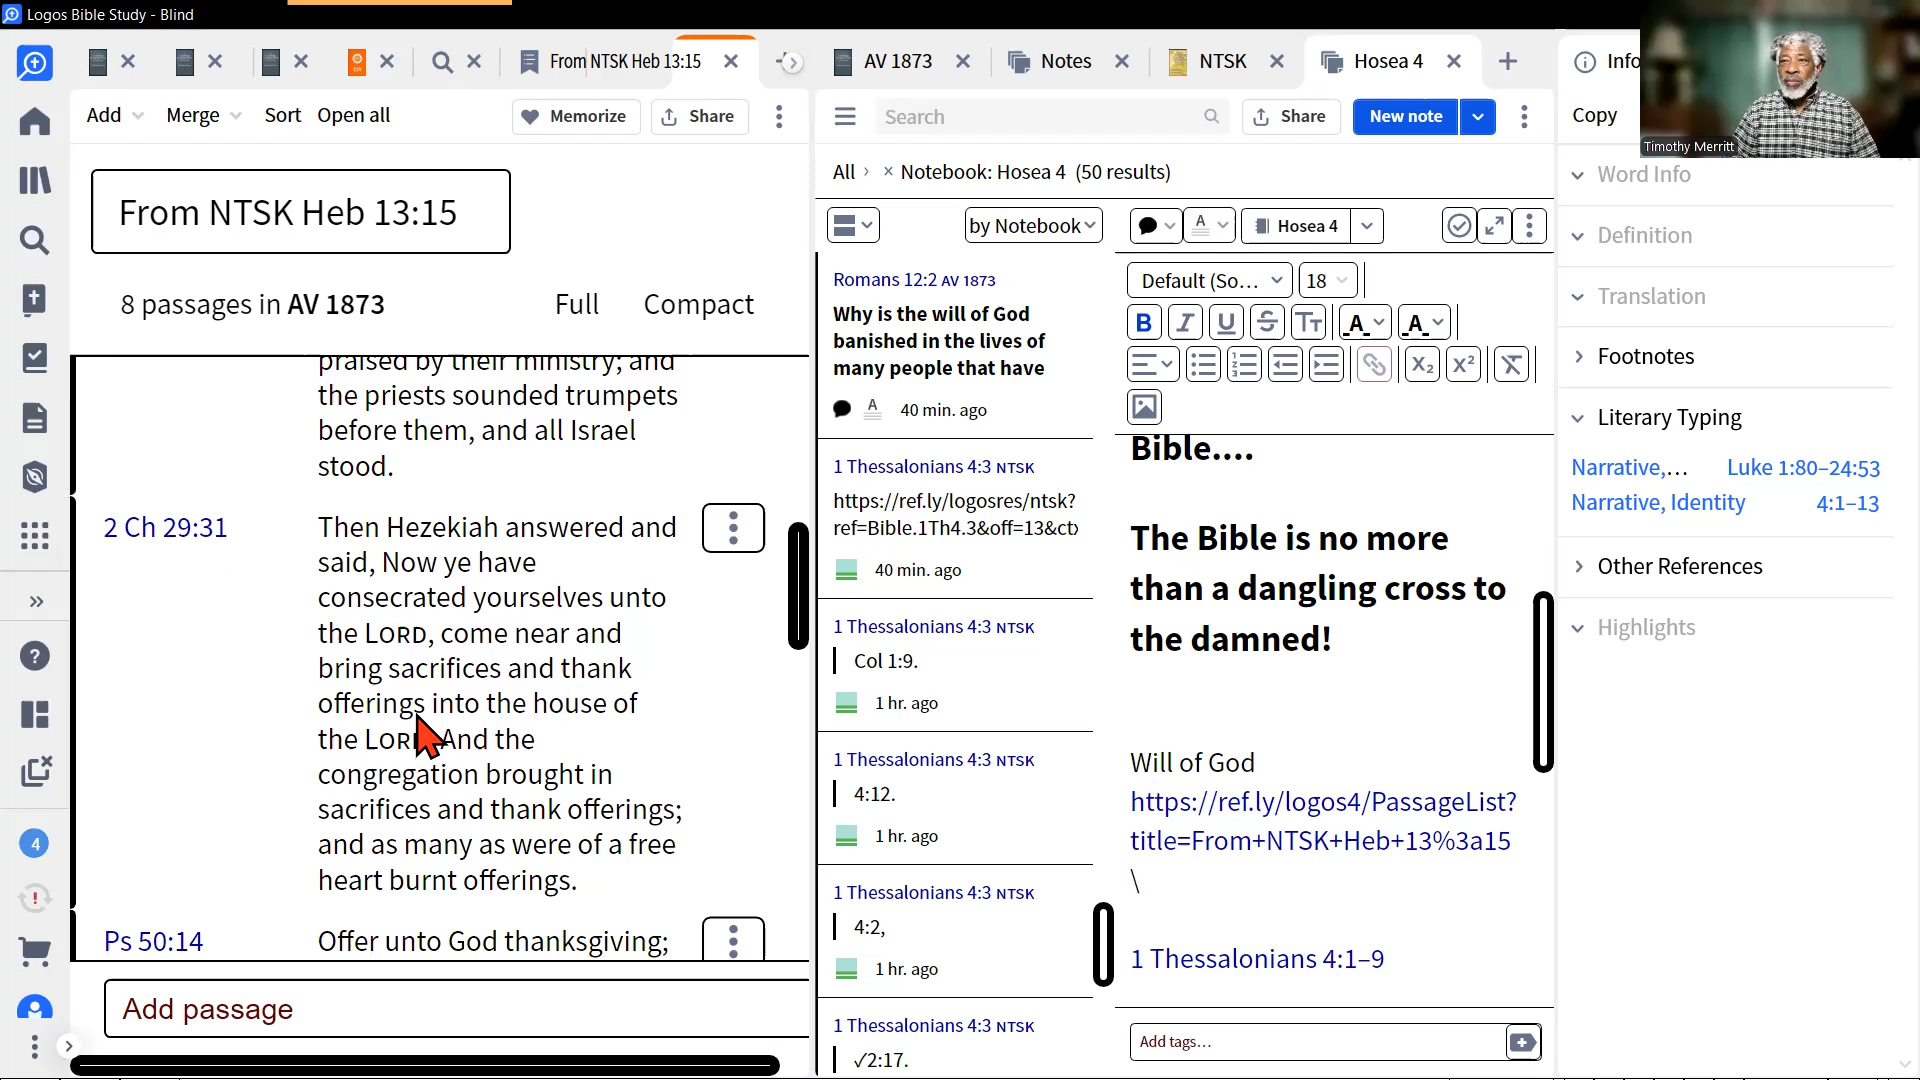 Logos Bible Study - Blind
From NTSK Heb 13:15
AV 1873
Notes
NTSK
Hosea 4
Info
Add
Merge
Sort
Open all
Memorize
Share
Search
Share
New note
Copy
Timothy Merritt
From NTSK Heb 13:15
8 passages in AV 1873
Full
Compact
praised by their ministry; and
the priests sounded trumpets
before them, and all Israel
stood.
2 Ch 29:31
Then Hezekiah answered and
said, Now ye have
consecrated yourselves unto
the LORD, come near and
bring sacrifices and thank
offerings into the house of
the LORD. And the
congregation brought in
sacrifices and thank offerings;
and as many as were of a free
heart burnt offerings.
Ps 50:14
Offer unto God thanksgiving;
Add passage
4
All
Notebook: Hosea 4 (50 results)
by Notebook
Romans 12:2 AV 1873
Why is the will of God
banished in the lives of
many people that have
40 min. ago
1 Thessalonians 4:3 NTSK
https://ref.ly/logosres/ntsk?
ref=Bible.1Th4.3&off=13&ctx
40 min. ago
1 Thessalonians 4:3 NTSK
Col 1:9.
1 hr. ago
1 Thessalonians 4:3 NTSK
4:12.
1 hr. ago
1 Thessalonians 4:3 NTSK
4:2,
1 hr. ago
1 Thessalonians 4:3 NTSK
✓2:17.
Hosea 4
Default (So...
18
Bible....
The Bible is no more
than a dangling cross to
the damned!
Will of God
https://ref.ly/logos4/PassageList?
title=From+NTSK+Heb+13%3a15
\
1 Thessalonians 4:1–9
Add tags...
Word Info
Definition
Translation
Footnotes
Literary Typing
Narrative,... Luke 1:80–24:53
Narrative, Identity 4:1–13
Other References
Highlights